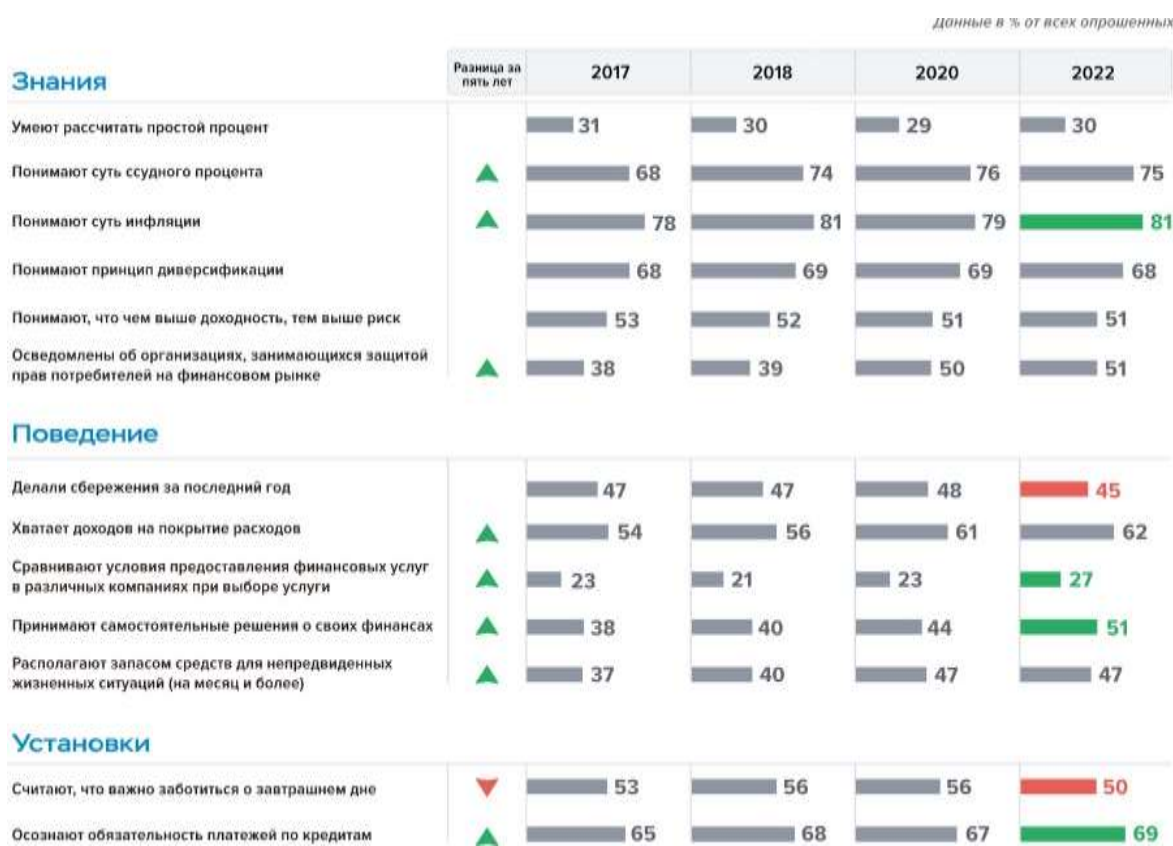 Данные в % от всех опрошенных
Знания Разница за пять лет 2017 2018 2020 2022
Умеют рассчитать простой процент 31 30 29 30
Понимают суть ссудного процента 68 74 76 75
Понимают суть инфляции 78 81 79 81
Понимают принцип диверсификации 68 69 69 68
Понимают, что чем выше доходность, тем выше риск 53 52 51 51
Осведомлены об организациях, занимающихся защитой
прав потребителей на финансовом рынке 38 39 50 51
Поведение
Делали сбережения за последний год 47 47 48 45
Хватает доходов на покрытие расходов 54 56 61 62
Сравнивают условия предоставления финансовых услуг
в различных компаниях при выборе услуги 23 21 23 27
Принимают самостоятельные решения о своих финансах 38 40 44 51
Располагают запасом средств для непредвиденных
жизненных ситуаций (на месяц и более) 37 40 47 47
Установки
Считают, что важно заботиться о завтрашнем дне 53 56 56 50
Осознают обязательность платежей по кредитам 65 68 67 69